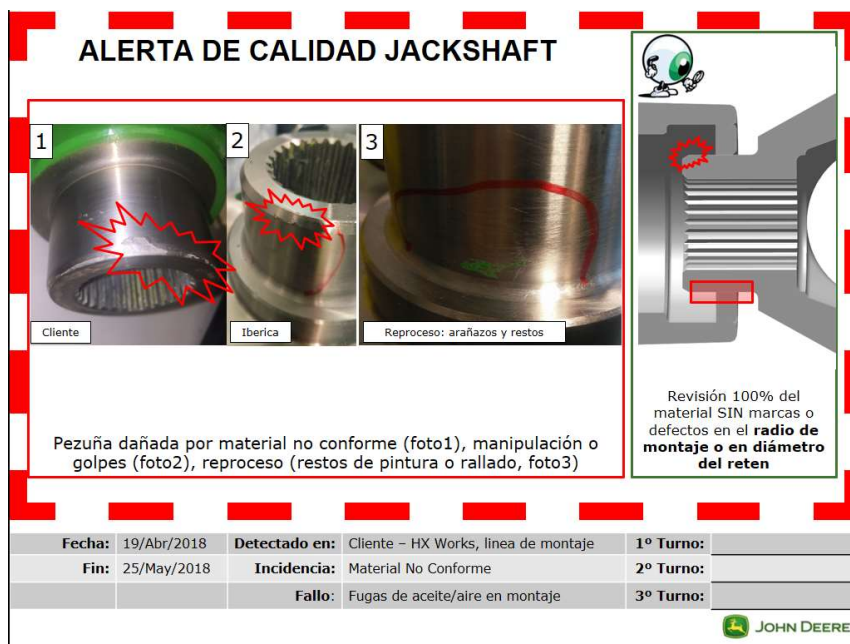 ALERTA DE CALIDAD JACKSHAFT
1
2
3
Cliente
Iberica
Reproceso: arañazos y restos
Pezuña dañada por material no conforme (foto1), manipulación o
golpes (foto2), reproceso (restos de pintura o rallado, foto3)
Revisión 100% del
material SIN marcas o
defectos en el radio de
montaje o en diámetro
del reten
Fecha: 19/Abr/2018 Detectado en: Cliente – HX Works, linea de montaje 1º Turno:
Fin: 25/May/2018 Incidencia: Material No Conforme 2º Turno:
Fallo: Fugas de aceite/aire en montaje 3º Turno:
JOHN DEERE